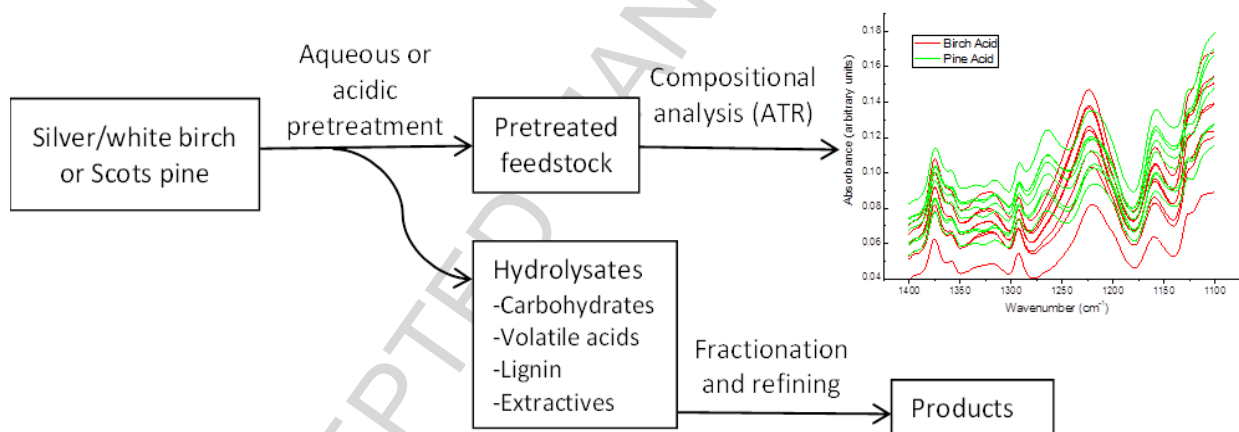 Silver/white birch
or Scots pine
Aqueous or
acidic
pretreatment
Pretreated
feedstock
Compositional
analysis (ATR)
Hydrolysates
-Carbohydrates
-Volatile acids
-Lignin
-Extractives
Fractionation
and refining
Products
Birch Acid
Pine Acid
Absorbance (arbitrary units)
0.18
0.16
0.14
0.12
0.10
0.08
0.06
0.04
1400
1350
1300
1250
1200
1150
1100
Wavenumber (cm⁻¹)